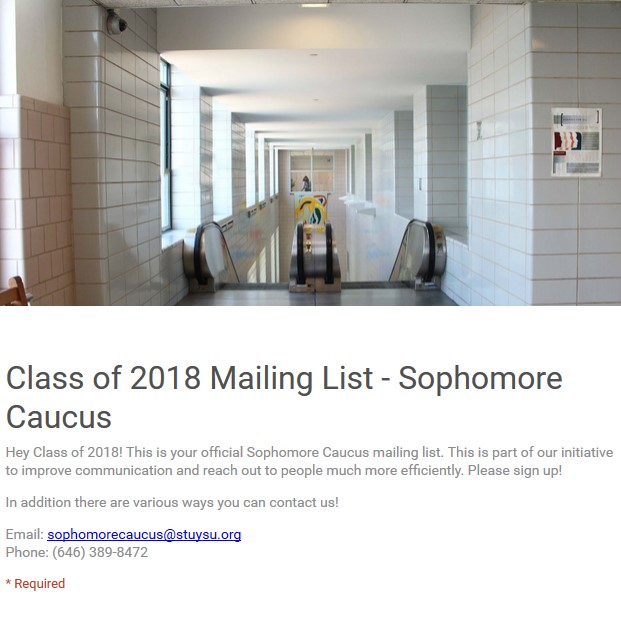 Class of 2018 Mailing List - Sophomore
Caucus
Hey Class of 2018! This is your official Sophomore Caucus mailing list. This is part of our initiative
to improve communication and reach out to people much more efficiently. Please sign up!
In addition there are various ways you can contact us!
Email: sophomorecaucus@stuysu.org
Phone: (646) 389-8472
* Required